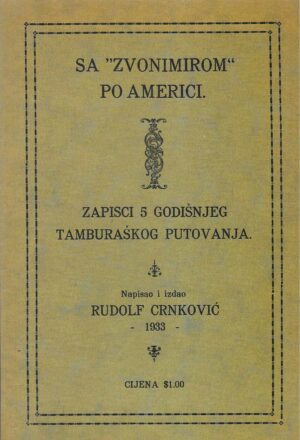 SA "ZVONIMIROM"
PO AMERICI.
ZAPISCI 5 GODIŠNJEG
TAMBURAŠKOG PUTOVANJA.
Napisao i izdao
RUDOLF CRNKOVIĆ
- 1933 -
CIJENA $1.00